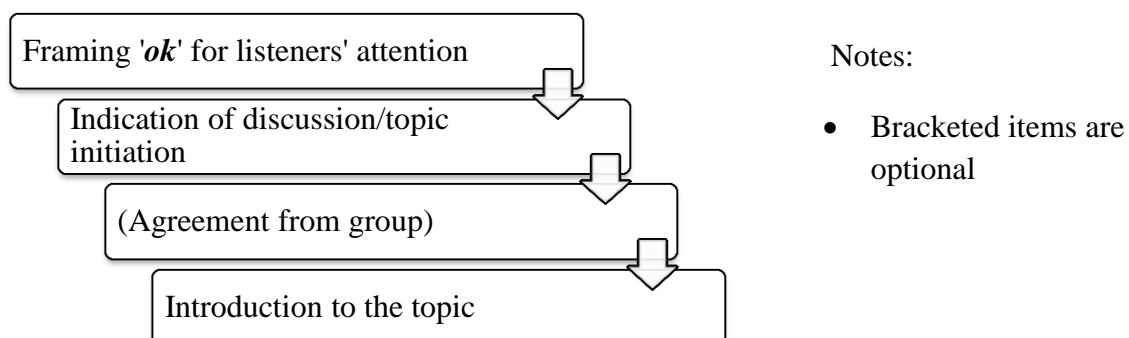 Framing 'ok' for listeners' attention
Indication of discussion/topic
initiation
(Agreement from group)
Introduction to the topic
Notes:
• Bracketed items are
optional